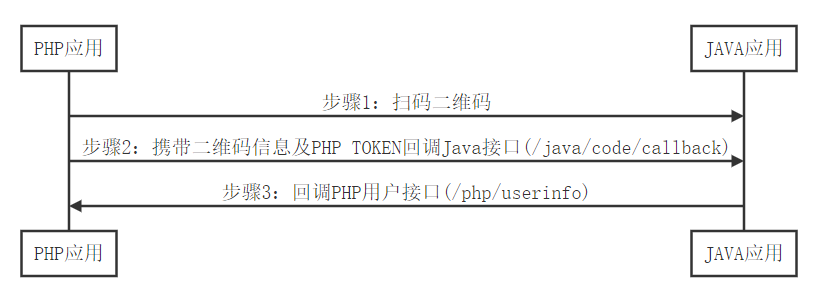 PHP应用 JAVA应用
步骤1: 扫码二维码
步骤2: 携带二维码信息及PHP TOKEN回调Java接口(/java/code/callback)
步骤3: 回调PHP用户接口(/php/userinfo)
PHP应用 JAVA应用